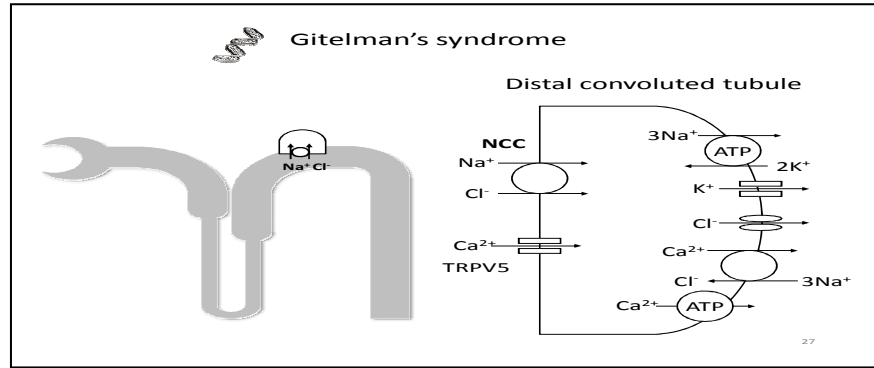 Gitelman's syndrome
Distal convoluted tubule
Na⁺ Cl⁻
NCC
Na⁺
Cl⁻
Ca²⁺
TRPV5
3Na⁺
ATP
2K⁺
K⁺
Cl⁻
Ca²⁺
Cl⁻
3Na⁺
Ca²⁺
ATP
27